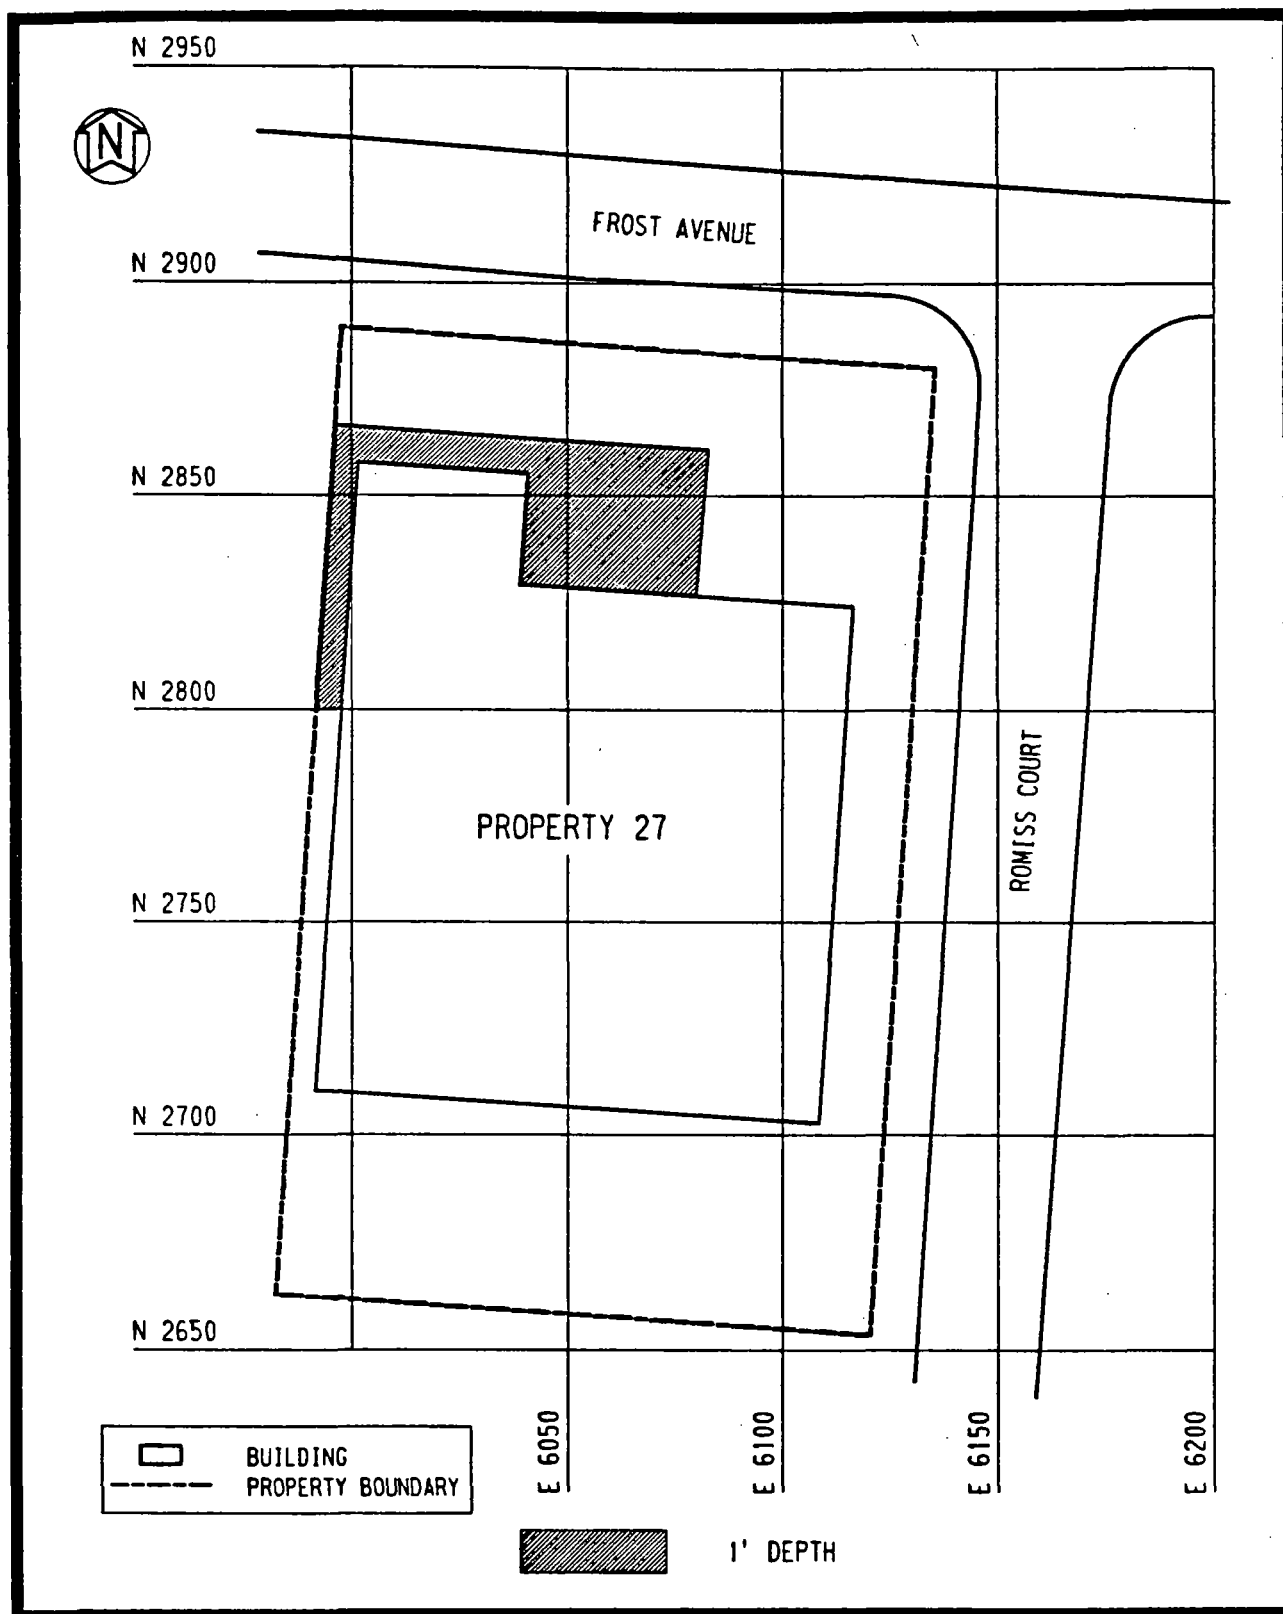 N 2950
N
FROST AVENUE
N 2900
N 2850
N 2800
ROMISS COURT
PROPERTY 27
N 2750
N 2700
N 2650
E 6050
E 6100
E 6150
E 6200
BUILDING
PROPERTY BOUNDARY
1' DEPTH